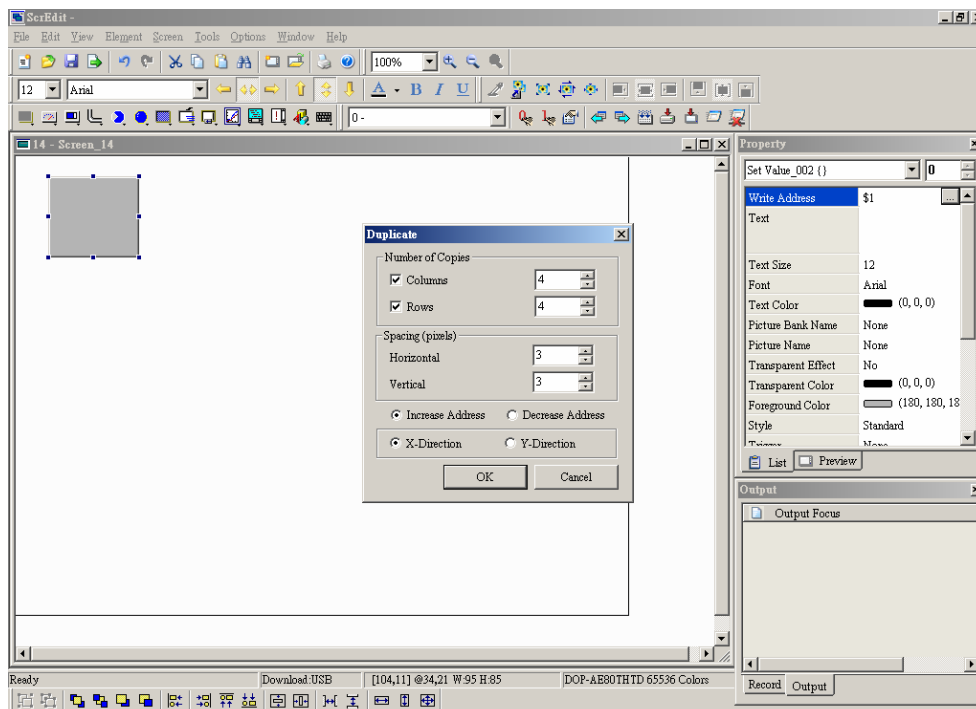 ScrEdit -
File Edit View Element Screen Tools Options Window Help
100%
12 Arial
A B I U
0 -
14 - Screen_14
Duplicate
Number of Copies
Columns 4
Rows 4
Spacing (pixels)
Horizontal 3
Vertical 3
Increase Address Decrease Address
X-Direction Y-Direction
OK Cancel
Property
Set Value_002 {} 0
Write Address $1 ...
Text
Text Size 12
Font Arial
Text Color (0, 0, 0)
Picture Bank Name None
Picture Name None
Transparent Effect No
Transparent Color (0, 0, 0)
Foreground Color (180, 180, 18
Style Standard
Trigger None
List Preview
Output
Output Focus
Record Output
Ready Download:USB [104,11] @34,21 W:95 H:85 DOP-AE80THTD 65536 Colors